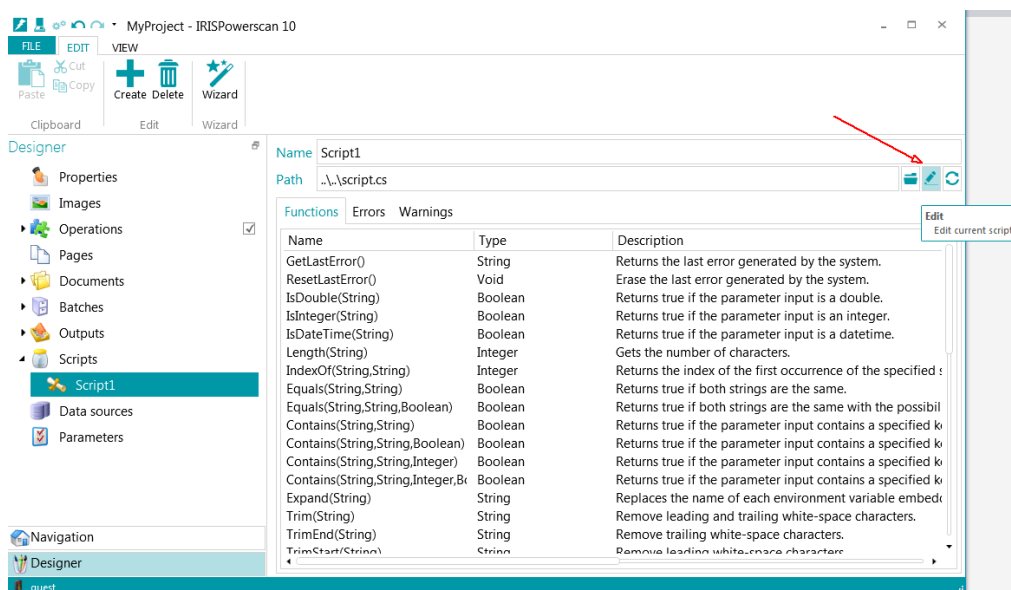 MyProject - IRISPowerscan 10
FILE EDIT VIEW
Paste
Cut
Copy
Create Delete
Wizard
Clipboard Edit Wizard
Designer
Properties
Images
Operations
Pages
Documents
Batches
Outputs
Scripts
Script1
Data sources
Parameters
Navigation
Designer
guest
Name Script1
Path ..\..\script.cs
Edit
Edit current script
Functions Errors Warnings
Name Type Description
GetLastError() String Returns the last error generated by the system.
ResetLastError() Void Erase the last error generated by the system.
IsDouble(String) Boolean Returns true if the parameter input is a double.
IsInteger(String) Boolean Returns true if the parameter input is an integer.
IsDateTime(String) Boolean Returns true if the parameter input is a datetime.
Length(String) Integer Gets the number of characters.
IndexOf(String,String) Integer Returns the index of the first occurrence of the specified s
Equals(String,String) Boolean Returns true if both strings are the same.
Equals(String,String,Boolean) Boolean Returns true if both strings are the same with the possibil
Contains(String,String) Boolean Returns true if the parameter input contains a specified k
Contains(String,String,Boolean) Boolean Returns true if the parameter input contains a specified k
Contains(String,String,Integer) Boolean Returns true if the parameter input contains a specified k
Contains(String,String,Integer,Bo Boolean Returns true if the parameter input contains a specified k
Expand(String) String Replaces the name of each environment variable embed
Trim(String) String Remove leading and trailing white-space characters.
TrimEnd(String) String Remove trailing white-space characters.
TrimStart(String) String Remove leading white-space characters